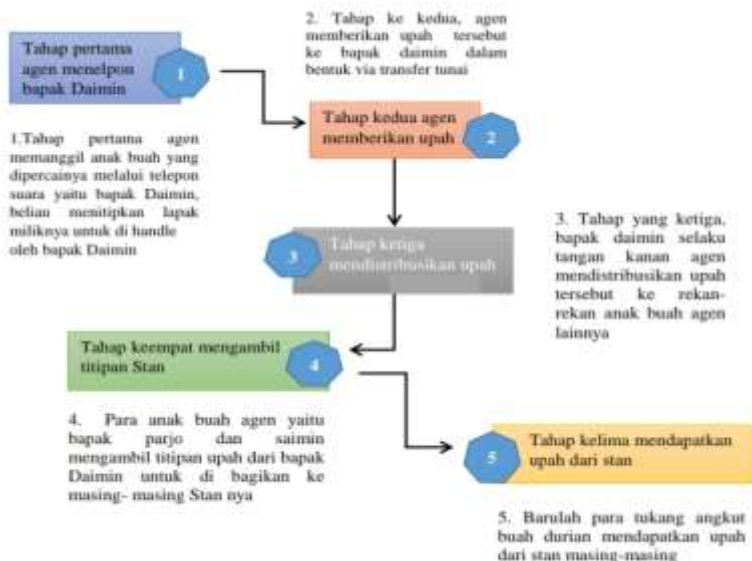 Tahap pertama
agen menelpon
bapak Daimin
1
1.Tahap pertama agen
memanggil anak buah yang
dipercainya melalui telepon
suara yaitu bapak Daimin,
beliau menitipkan lapak
miliknya untuk di handle
oleh bapak Daimin
2. Tahap ke kedua, agen
memberikan upah tersebut
ke bapak daimin dalam
bentuk via transfer tunai
Tahap kedua agen
memberikan upah
2
3
Tahap ketiga
mendistribusikan upah
3. Tahap yang ketiga,
bapak daimin selaku
tangan kanan agen
mendistribusikan upah
tersebut ke rekan-
rekan anak buah agen
lainnya
Tahap keempat mengambil
titipan Stan
4
4. Para anak buah agen yaitu
bapak parjo dan saimin
mengambil titipan upah dari bapak
Daimin untuk di bagikan ke
masing- masing Stan nya
5
Tahap kelima mendapatkan
upah dari stan
5. Barulah para tukang angkut
buah durian mendapatkan upah
dari stan masing-masing